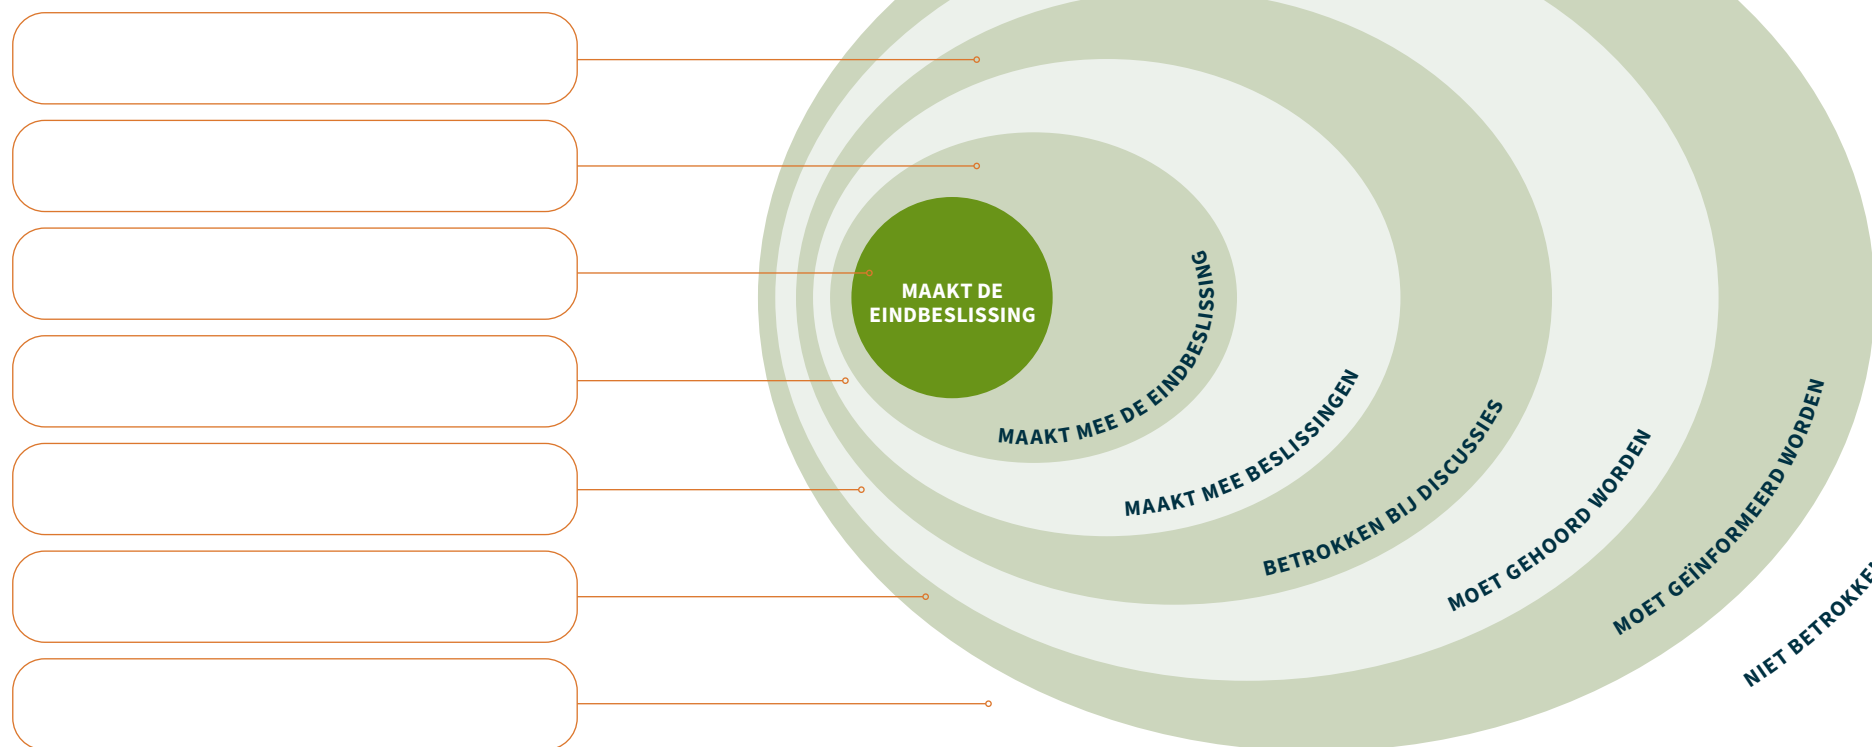 MAAKT DE
EINDBESLISSING
MAAKT MEE DE EINDBESLISSING
MAAKT MEE BESLISSINGEN
BETROKKEN BIJ DISCUSSIES
MOET GEHOORD WORDEN
MOET GEÏNFORMEERD WORDEN
NIET